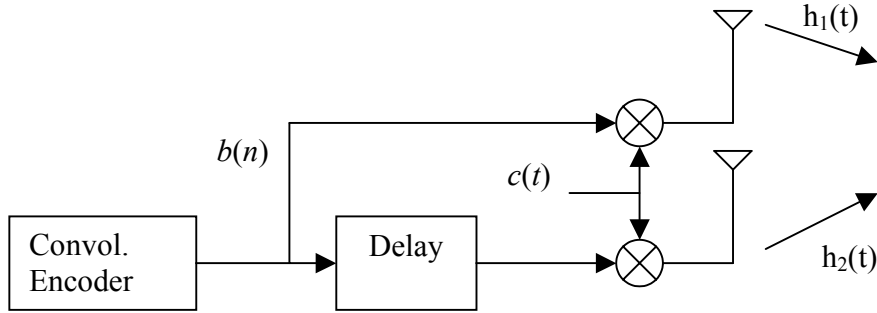 h₁(t)
b(n)
c(t)
Convol.
Encoder
Delay
h₂(t)